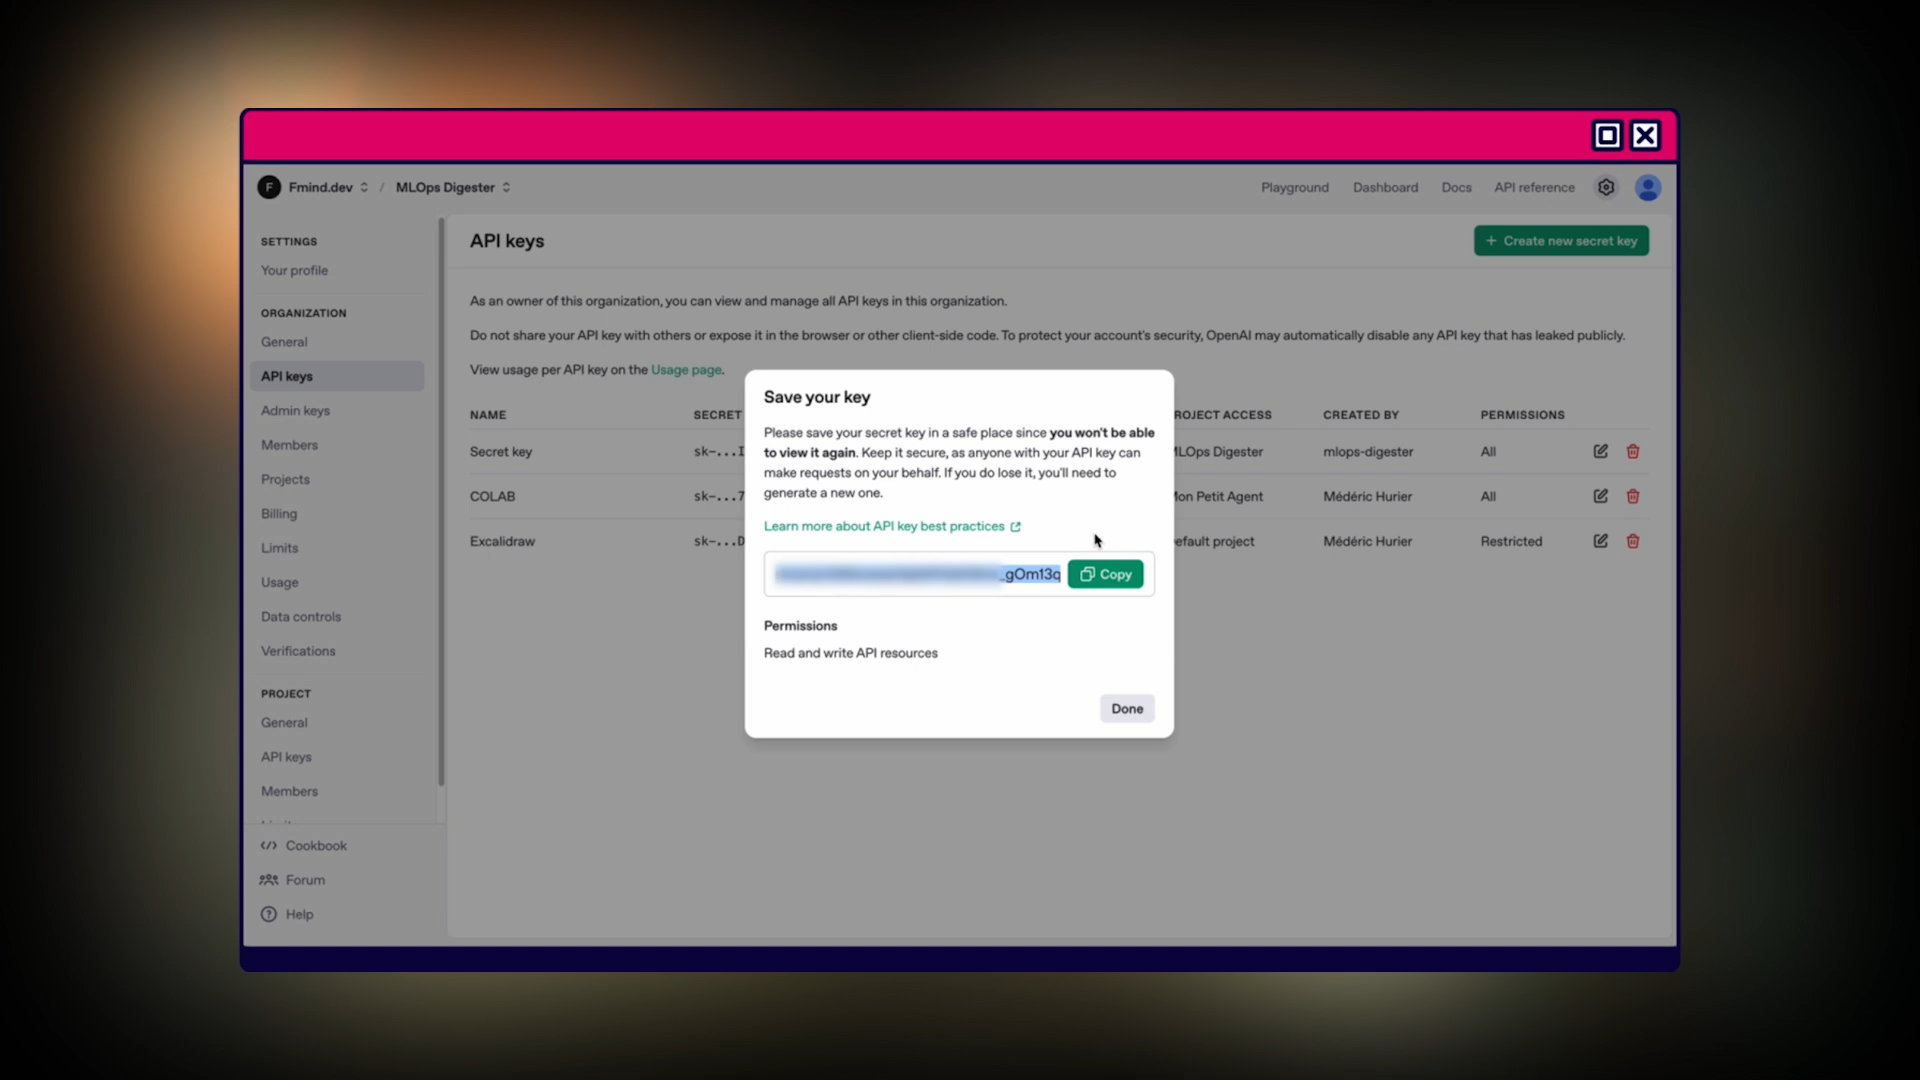 F Fmind.dev / MLOps Digester
Playground Dashboard Docs API reference
SETTINGS
Your profile
ORGANIZATION
General
API keys
Admin keys
Members
Projects
Billing
Limits
Usage
Data controls
Verifications
PROJECT
General
API keys
Members
Cookbook
Forum
Help
API keys
+ Create new secret key
As an owner of this organization, you can view and manage all API keys in this organization.
Do not share your API key with others or expose it in the browser or other client-side code. To protect your account's security, OpenAI may automatically disable any API key that has leaked publicly.
View usage per API key on the Usage page.
NAME SECRET ROJECT ACCESS CREATED BY PERMISSIONS
Secret key sk-...I LOps Digester mlops-digester All
COLAB sk-...7 on Petit Agent Médéric Hurier All
Excalidraw sk-...D efault project Médéric Hurier Restricted
Save your key
Please save your secret key in a safe place since you won't be able
to view it again. Keep it secure, as anyone with your API key can
make requests on your behalf. If you do lose it, you'll need to
generate a new one.
Learn more about API key best practices
_gOm13q Copy
Permissions
Read and write API resources
Done